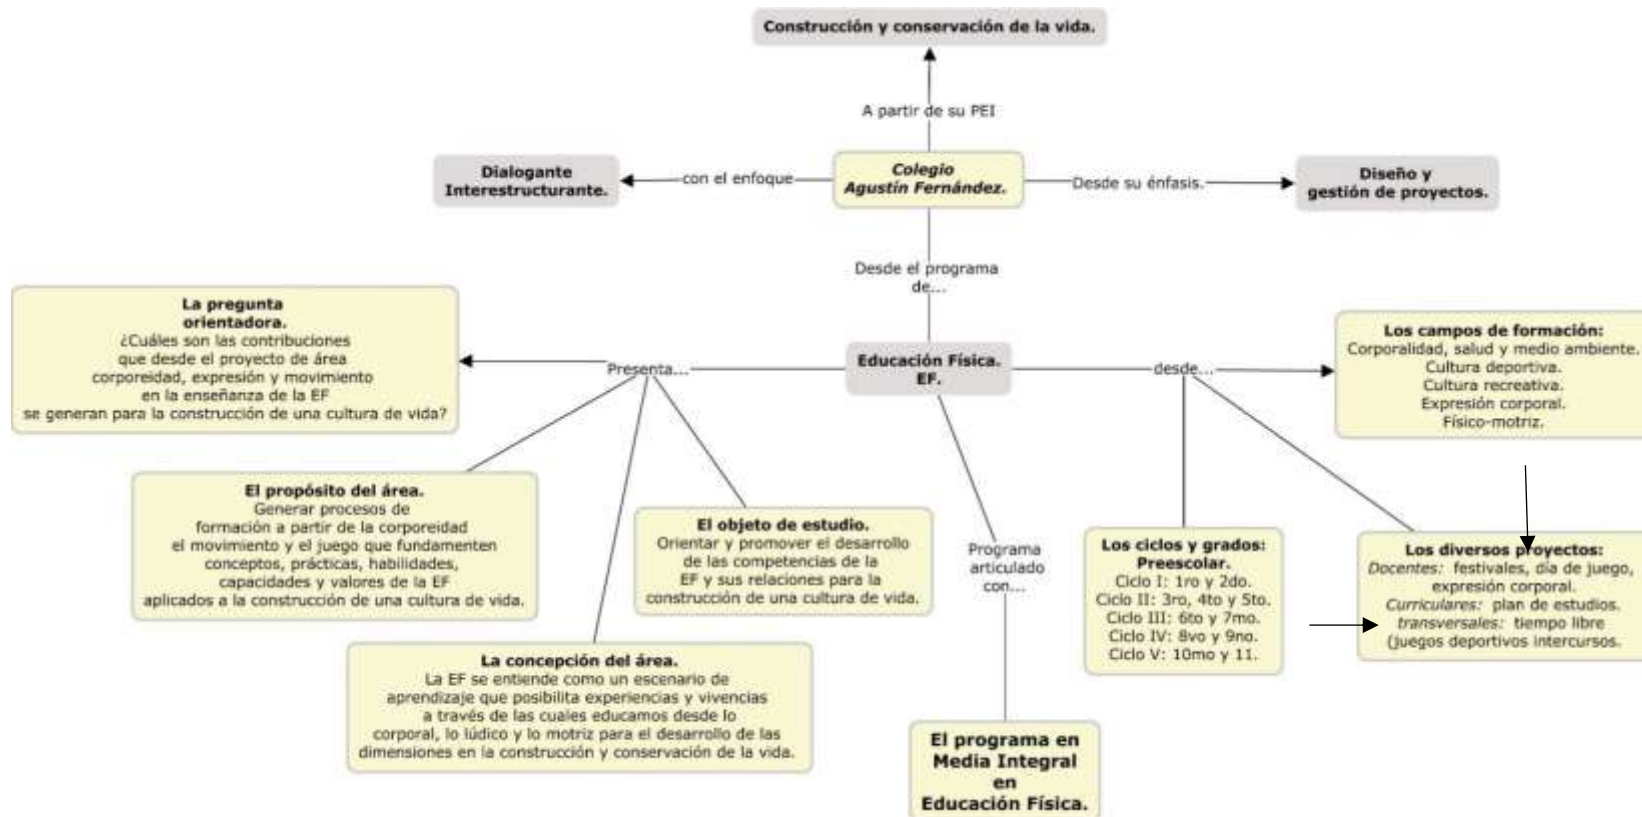 Construcción y conservación de la vida.
A partir de su PEI
Dialogante
Interestructurante.
con el enfoque
Colegio
Agustín Fernández.
Desde su énfasis.
Diseño y
gestión de proyectos.
Desde el programa
de...
La pregunta
orientadora.
¿Cuáles son las contribuciones
que desde el proyecto de área
corporeidad, expresión y movimiento
en la enseñanza de la EF
se generan para la construcción de una cultura de vida?
Presenta...
Educación Física.
EF.
desde...
Los campos de formación:
Corporalidad, salud y medio ambiente.
Cultura deportiva.
Cultura recreativa.
Expresión corporal.
Físico-motriz.
El propósito del área.
Generar procesos de
formación a partir de la corporeidad
el movimiento y el juego que fundamenten
conceptos, prácticas, habilidades,
capacidades y valores de la EF
aplicados a la construcción de una cultura de vida.
El objeto de estudio.
Orientar y promover el desarrollo
de las competencias de la
EF y sus relaciones para la
construcción de una cultura de vida.
Programa
articulado
con...
Los ciclos y grados:
Preescolar.
Ciclo I: 1ro y 2do.
Ciclo II: 3ro, 4to y 5to.
Ciclo III: 6to y 7mo.
Ciclo IV: 8vo y 9no.
Ciclo V: 10mo y 11.
Los diversos proyectos:
Docentes: festivales, día de juego,
expresión corporal.
Curriculares: plan de estudios.
transversales: tiempo libre
(juegos deportivos intercursos.
La concepción del área.
La EF se entiende como un escenario de
aprendizaje que posibilita experiencias y vivencias
a través de las cuales educamos desde lo
corporal, lo lúdico y lo motriz para el desarrollo de las
dimensiones en la construcción y conservación de la vida.
El programa en
Media Integral
en
Educación Física.